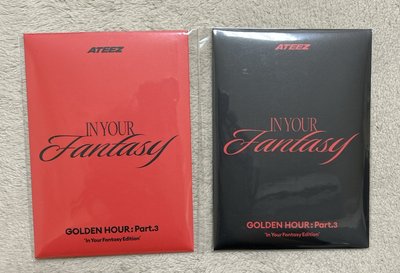 ATEEZ
IN YOUR
Fantasy
GOLDEN HOUR : Part.3
'In Your Fantasy Edition'
ATEEZ
IN YOUR
Fantasy
GOLDEN HOUR : Part.3
'In Your Fantasy Edition'